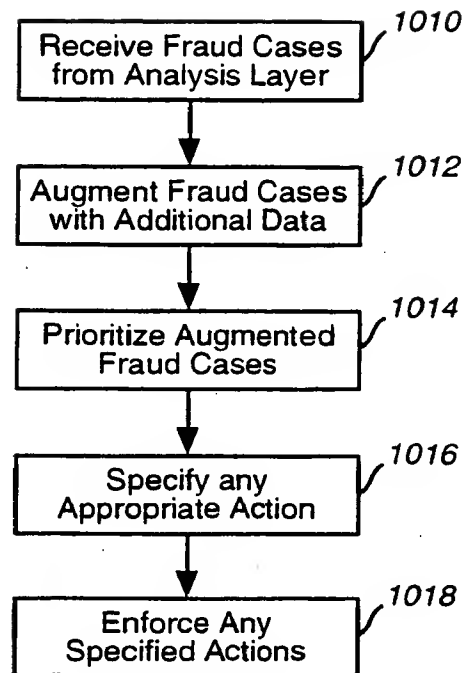 1010
Receive Fraud Cases
from Analysis Layer
1012
Augment Fraud Cases
with Additional Data
1014
Prioritize Augmented
Fraud Cases
1016
Specify any
Appropriate Action
1018
Enforce Any
Specified Actions